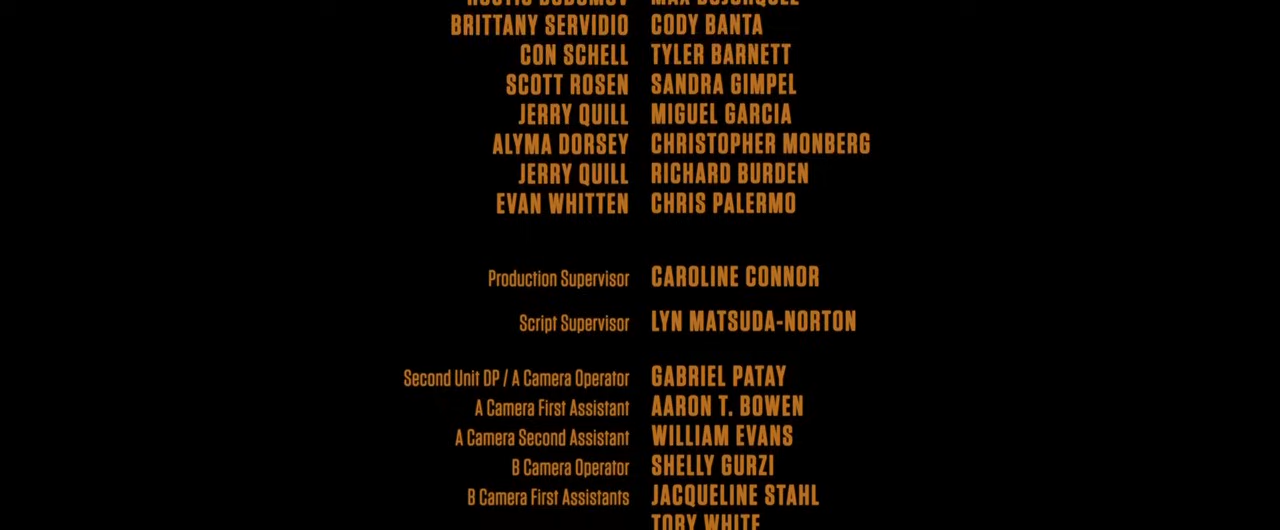 BRITTANY SERVIDIO CODY BANTA
CON SCHELL TYLER BARNETT
SCOTT ROSEN SANDRA GIMPEL
JERRY QUILL MIGUEL GARCIA
ALYMA DORSEY CHRISTOPHER MONBERG
JERRY QUILL RICHARD BURDEN
EVAN WHITTEN CHRIS PALERMO
Production Supervisor CAROLINE CONNOR
Script Supervisor LYN MATSUDA-NORTON
Second Unit DP / A Camera Operator GABRIEL PATAY
A Camera First Assistant AARON T. BOWEN
A Camera Second Assistant WILLIAM EVANS
B Camera Operator SHELLY GURZI
B Camera First Assistants JACQUELINE STAHL
TOBY WHITE